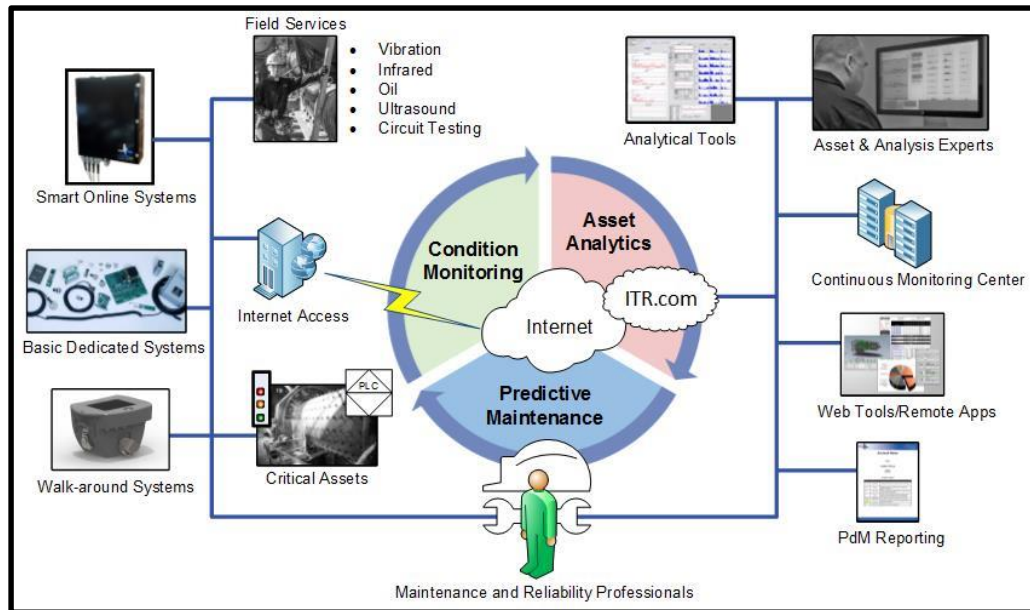 Field Services
• Vibration
• Infrared
• Oil
• Ultrasound
• Circuit Testing
Smart Online Systems
Internet Access
Basic Dedicated Systems
PLC
Walk-around Systems
Critical Assets
Condition
Monitoring
Asset
Analytics
Internet
ITR.com
Predictive
Maintenance
Analytical Tools
Asset & Analysis Experts
Continuous Monitoring Center
Web Tools/Remote Apps
PdM Reporting
Maintenance and Reliability Professionals